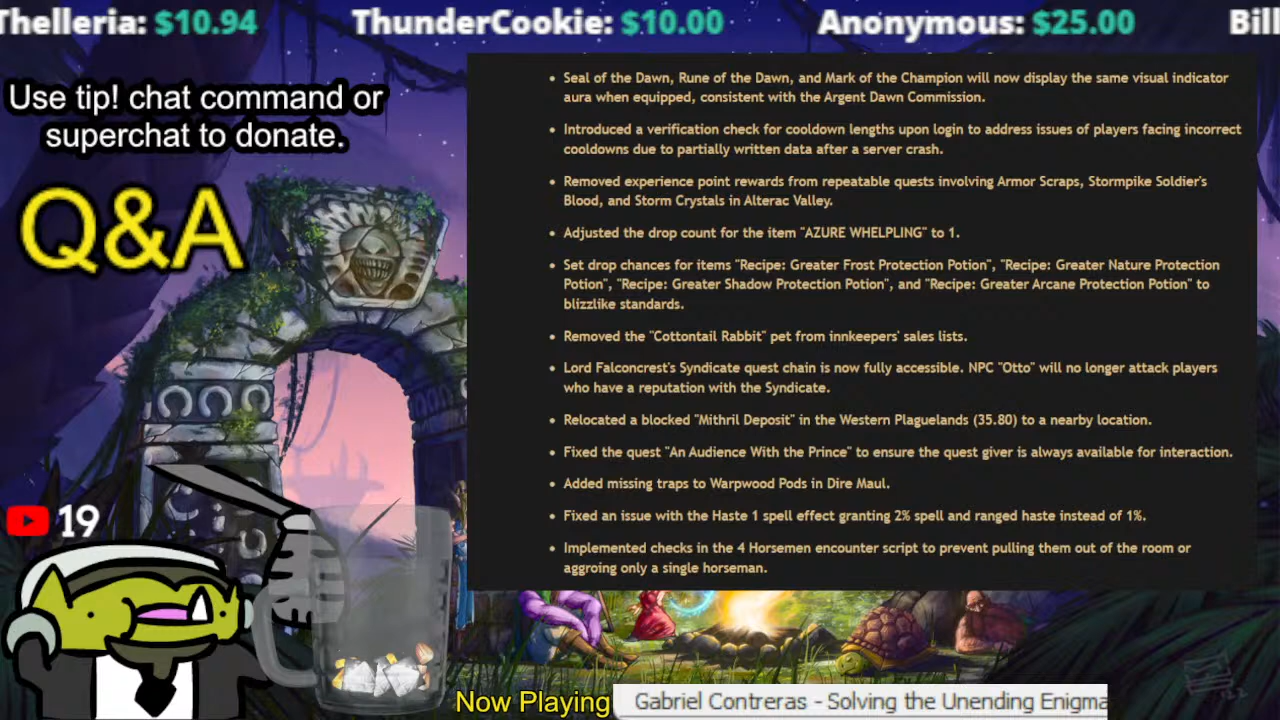 Thelleria: $10.94 ThunderCookie: $10.00 Anonymous: $25.00 Bill
Use tip! chat command or
superchat to donate.
Q&A
• Seal of the Dawn, Rune of the Dawn, and Mark of the Champion will now display the same visual indicator
aura when equipped, consistent with the Argent Dawn Commission.
• Introduced a verification check for cooldown lengths upon login to address issues of players facing incorrect
cooldowns due to partially written data after a server crash.
• Removed experience point rewards from repeatable quests involving Armor Scraps, Stormpike Soldier's
Blood, and Storm Crystals in Alterac Valley.
• Adjusted the drop count for the item "AZURE WHELPLING" to 1.
• Set drop chances for items "Recipe: Greater Frost Protection Potion", "Recipe: Greater Nature Protection
Potion", "Recipe: Greater Shadow Protection Potion", and "Recipe: Greater Arcane Protection Potion" to
blizzlike standards.
• Removed the "Cottontail Rabbit" pet from innkeepers' sales lists.
• Lord Falconcrest's Syndicate quest chain is now fully accessible. NPC "Otto" will no longer attack players
who have a reputation with the Syndicate.
• Relocated a blocked "Mithril Deposit" in the Western Plaguelands (35.80) to a nearby location.
• Fixed the quest "An Audience With the Prince" to ensure the quest giver is always available for interaction.
• Added missing traps to Warpwood Pods in Dire Maul.
• Fixed an issue with the Haste 1 spell effect granting 2% spell and ranged haste instead of 1%.
• Implemented checks in the 4 Horsemen encounter script to prevent pulling them out of the room or
aggroing only a single horseman.
19
Now Playing Gabriel Contreras - Solving the Unending Enigma